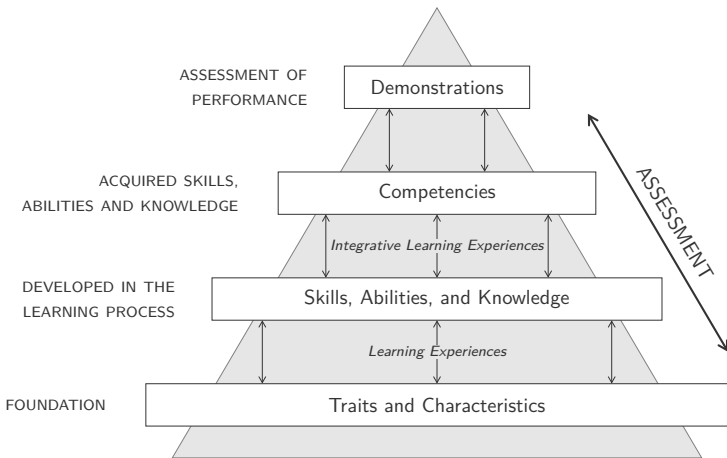 ASSESSMENT OF
PERFORMANCE
Demonstrations
ACQUIRED SKILLS,
ABILITIES AND KNOWLEDGE
Competencies
Integrative Learning Experiences
ASSESSMENT
DEVELOPED IN THE
LEARNING PROCESS
Skills, Abilities, and Knowledge
Learning Experiences
FOUNDATION
Traits and Characteristics